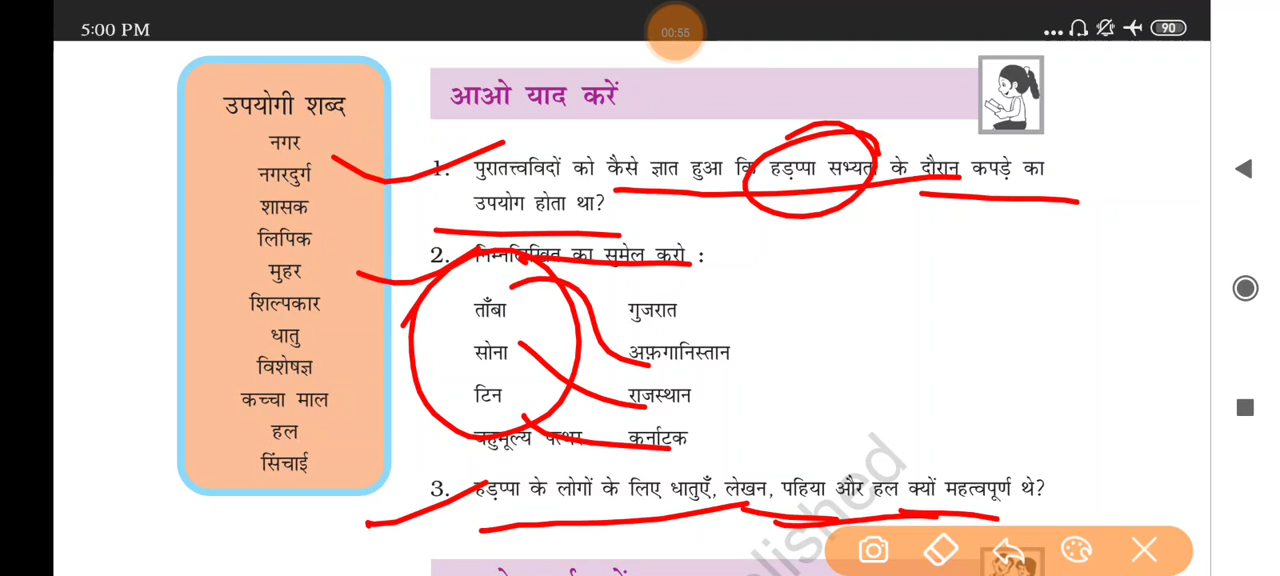 5:00 PM
00:55
90
उपयोगी शब्द
नगर
नगरदुर्ग
शासक
लिपिक
मुहर
शिल्पकार
धातु
विशेषज्ञ
कच्चा माल
हल
सिंचाई
आओ याद करें
1. पुरातत्त्वविदों को कैसे ज्ञात हुआ कि हड़प्पा सभ्यता के दौरान कपड़े का
उपयोग होता था?
2. निम्नलिखित का सुमेल करो :
ताँबा गुजरात
सोना अफ़गानिस्तान
टिन राजस्थान
बहुमूल्य पत्थर कर्नाटक
3. हड़प्पा के लोगों के लिए धातुएँ, लेखन, पहिया और हल क्यों महत्वपूर्ण थे?